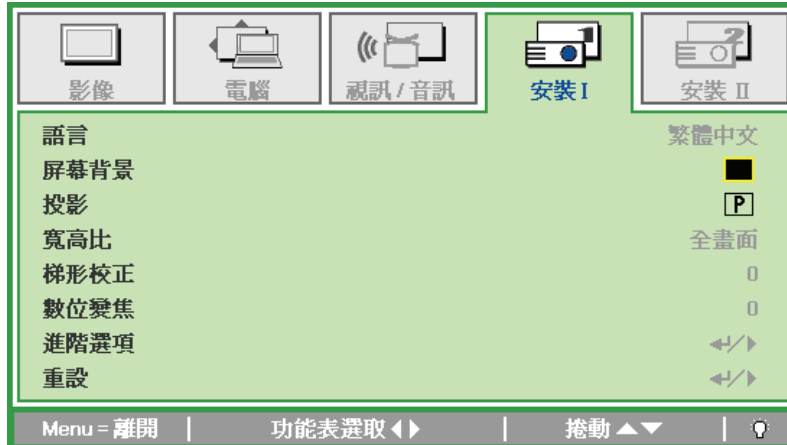 影像 電腦 視訊 / 音訊 安裝 I 安裝 II
語言 繁體中文
屏幕背景
投影 P
寬高比 全畫面
梯形校正 0
數位變焦 0
進階選項 ↵/▶
重設 ↵/▶
Menu = 離開 功能表選取 ◀▶ 捲動 ▲▼